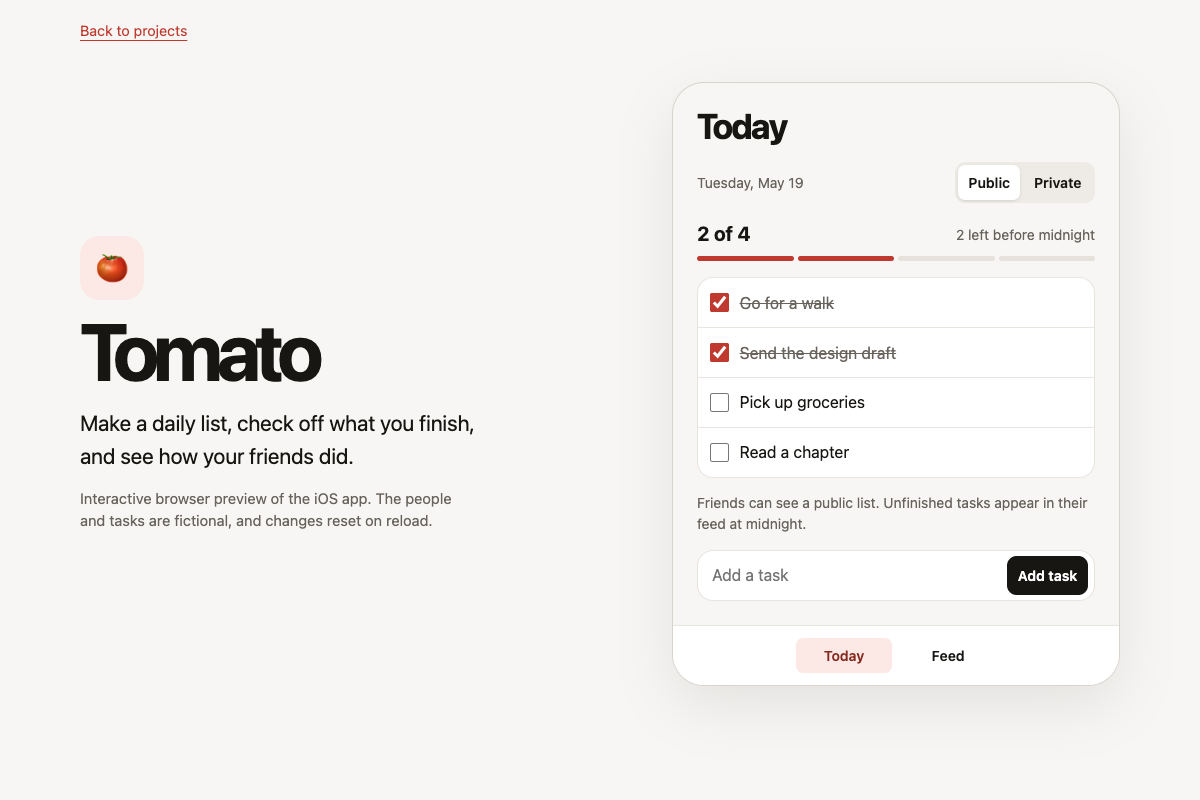 Back to projects
Tomato
Make a daily list, check off what you finish,
and see how your friends did.
Interactive browser preview of the iOS app. The people
and tasks are fictional, and changes reset on reload.
Today
Tuesday, May 19
Public Private
2 of 4
2 left before midnight
Go for a walk
Send the design draft
Pick up groceries
Read a chapter
Friends can see a public list. Unfinished tasks appear in their
feed at midnight.
Add a task
Add task
Today Feed